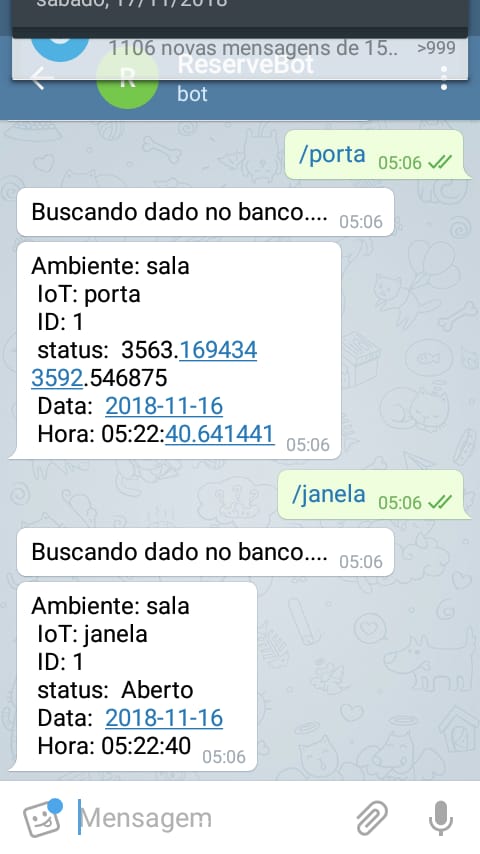 sábado, 17/11/2018
1106 novas mensagens de 15.. >999
R ReserveBot
bot
/porta 05:06
Buscando dado no banco.... 05:06
Ambiente: sala
IoT: porta
ID: 1
status: 3563.169434
3592.546875
Data: 2018-11-16
Hora: 05:22:40.641441 05:06
/janela 05:06
Buscando dado no banco.... 05:06
Ambiente: sala
IoT: janela
ID: 1
status: Aberto
Data: 2018-11-16
Hora: 05:22:40 05:06
Mensagem